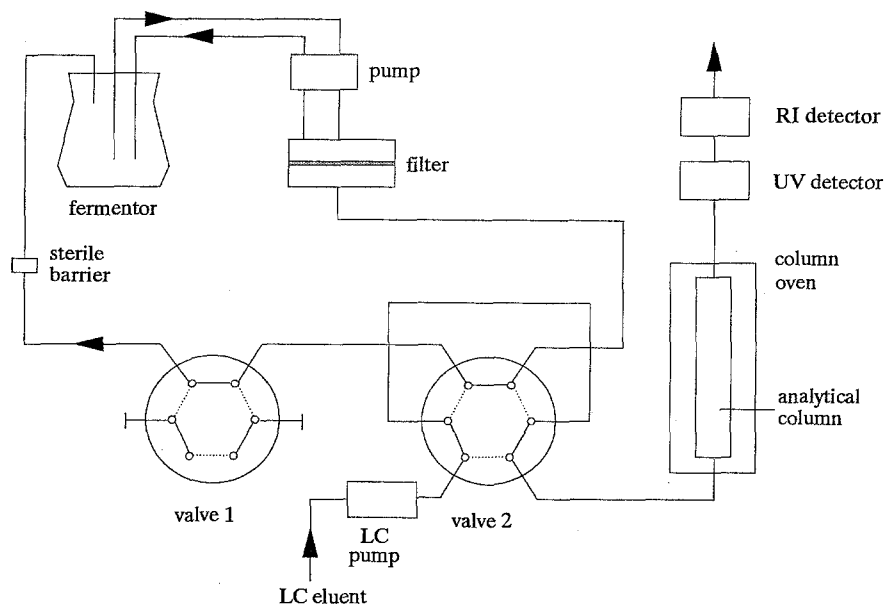 pump
RI detector
filter
UV detector
fermentor
sterile
barrier
column
oven
analytical
column
valve 1
valve 2
LC
pump
LC eluent